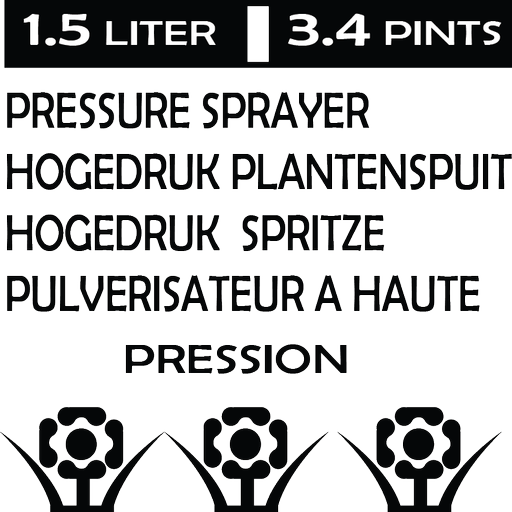 1.5 LITER 3.4 PINTS
PRESSURE SPRAYER
HOGEDRUK PLANTENSPUIT
HOGEDRUK SPRITZE
PULVERISATEUR A HAUTE
PRESSION